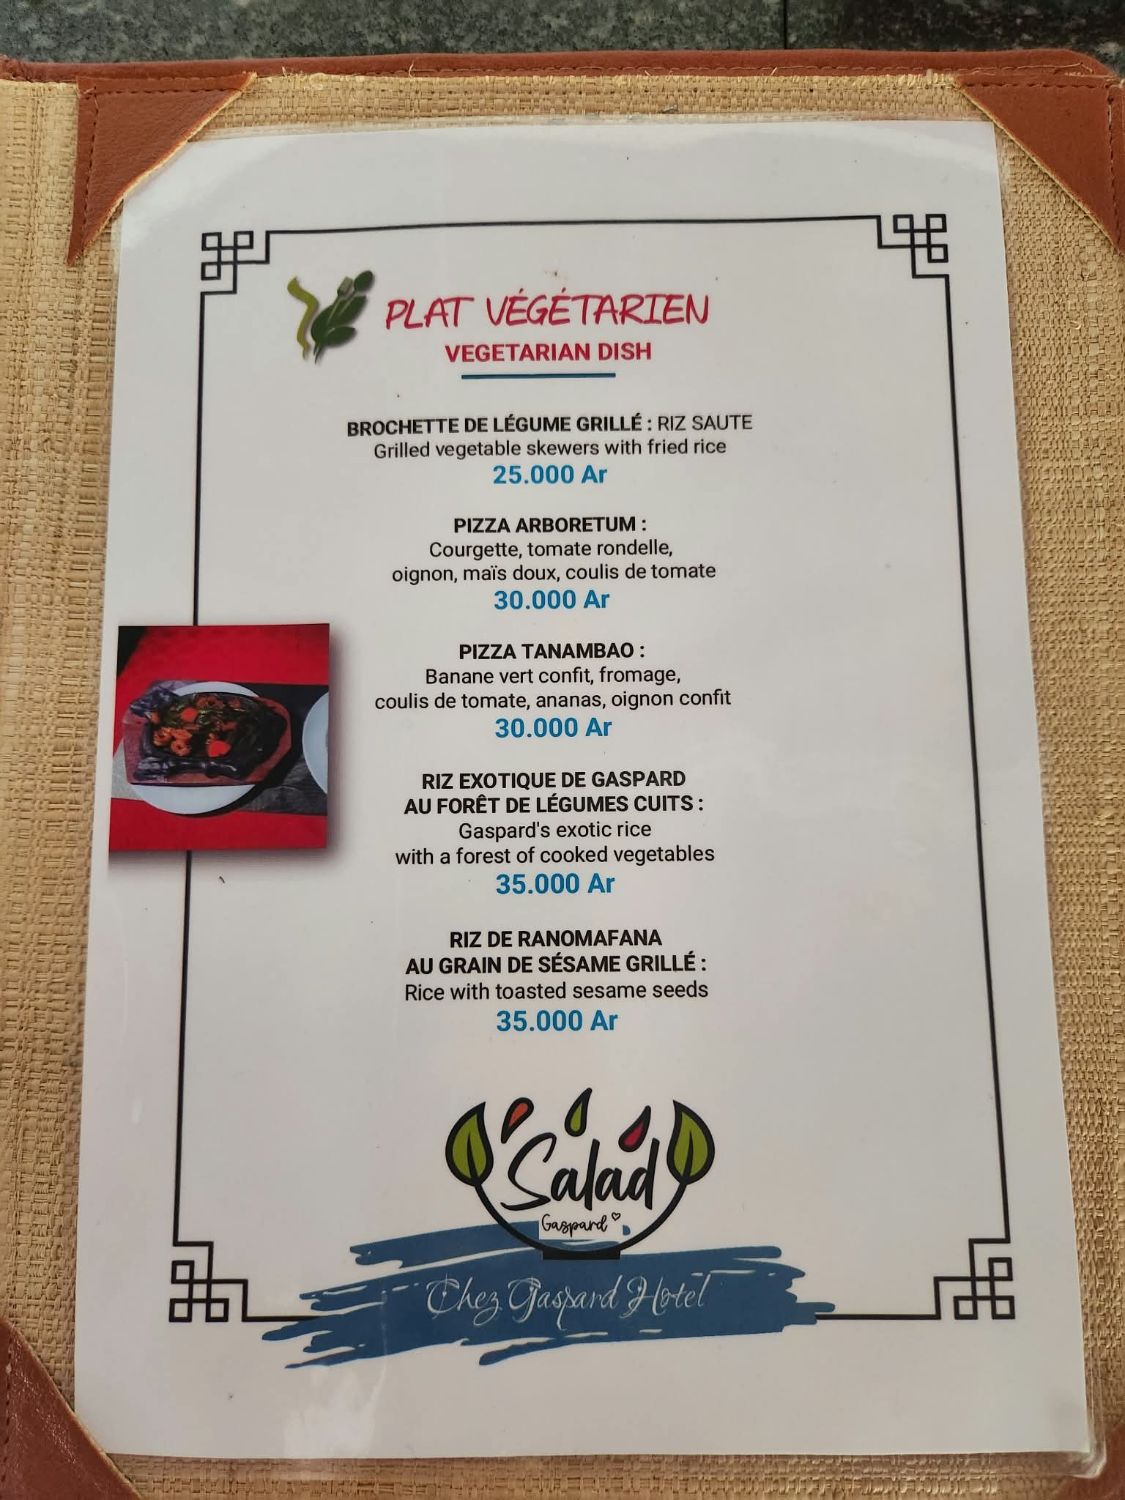 PLAT VÉGÉTARIEN
VEGETARIAN DISH
BROCHETTE DE LÉGUME GRILLÉ : RIZ SAUTE
Grilled vegetable skewers with fried rice
25.000 Ar
PIZZA ARBORETUM :
Courgette, tomate rondelle,
oignon, maïs doux, coulis de tomate
30.000 Ar
PIZZA TANAMBAO :
Banane vert confit, fromage,
coulis de tomate, ananas, oignon confit
30.000 Ar
RIZ EXOTIQUE DE GASPARD
AU FORÊT DE LÉGUMES CUITS :
Gaspard's exotic rice
with a forest of cooked vegetables
35.000 Ar
RIZ DE RANOMAFANA
AU GRAIN DE SÉSAME GRILLÉ :
Rice with toasted sesame seeds
35.000 Ar
Salad
Gaspard
Chez Gaspard Hotel